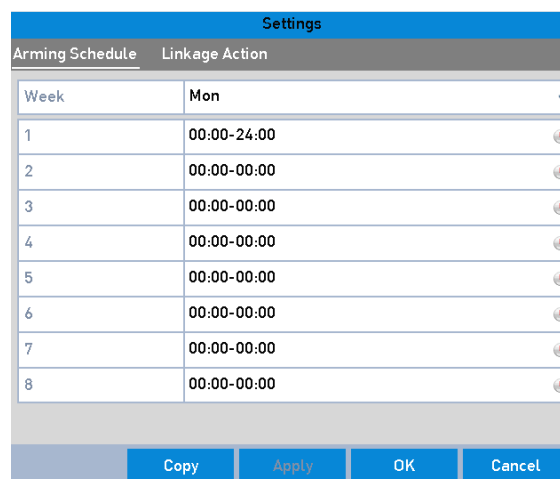 Settings
Arming Schedule Linkage Action
Week Mon
1 00:00-24:00
2 00:00-00:00
3 00:00-00:00
4 00:00-00:00
5 00:00-00:00
6 00:00-00:00
7 00:00-00:00
8 00:00-00:00
Copy Apply OK Cancel